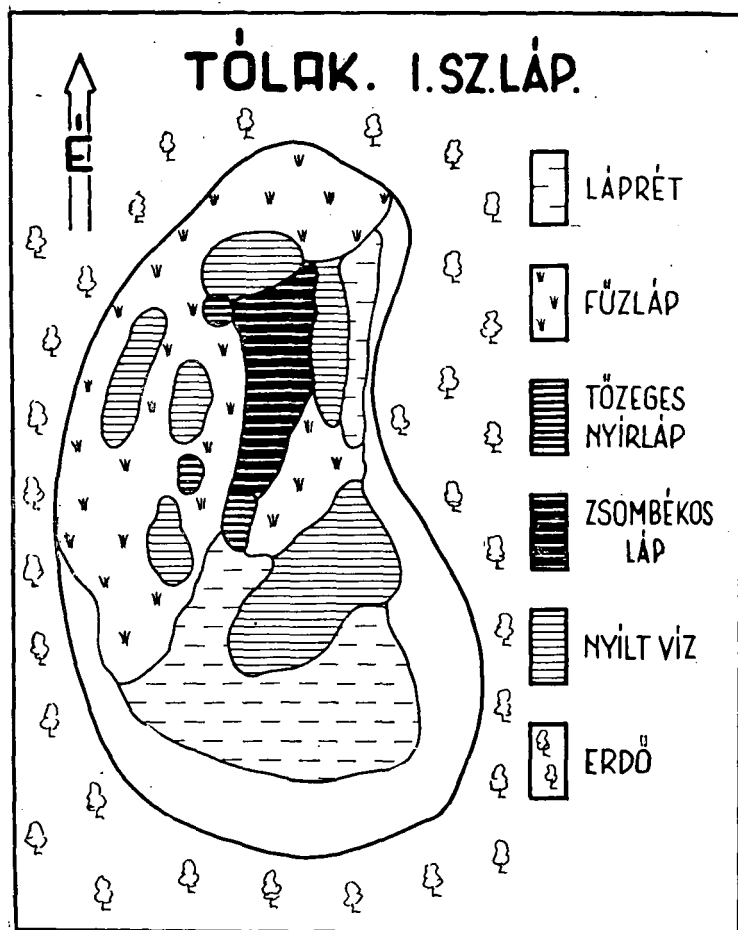 TÓLAK. I.SZ.LÁP.
É
LÁPRÉT
FŰZLÁP
TŐZEGES
NYÍRLÁP
ZSOMBÉKOS
LÁP
NYÍLT VÍZ
ERDŐ